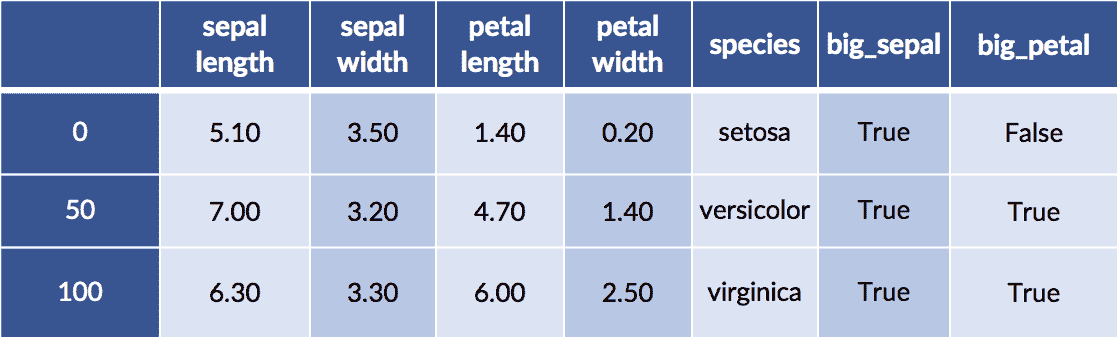 sepal length sepal width petal length petal width species big_sepal big_petal
0 5.10 3.50 1.40 0.20 setosa True False
50 7.00 3.20 4.70 1.40 versicolor True True
100 6.30 3.30 6.00 2.50 virginica True True